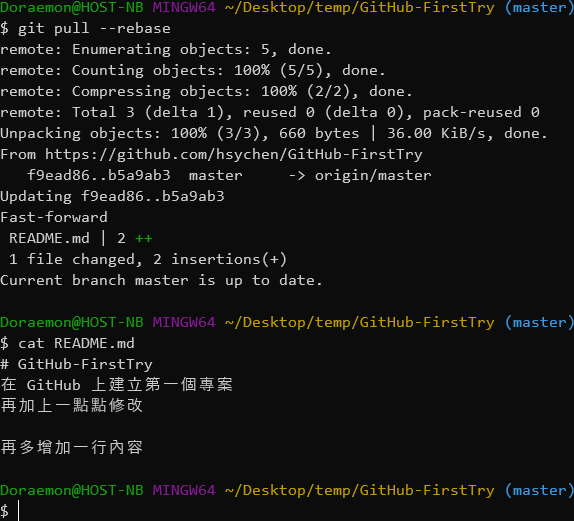 Doraemon@HOST-NB MINGW64 ~/Desktop/temp/GitHub-FirstTry (master)
$ git pull --rebase
remote: Enumerating objects: 5, done.
remote: Counting objects: 100% (5/5), done.
remote: Compressing objects: 100% (2/2), done.
remote: Total 3 (delta 1), reused 0 (delta 0), pack-reused 0
Unpacking objects: 100% (3/3), 660 bytes | 36.00 KiB/s, done.
From https://github.com/hsychen/GitHub-FirstTry
   f9ead86..b5a9ab3  master     -> origin/master
Updating f9ead86..b5a9ab3
Fast-forward
 README.md | 2 ++
 1 file changed, 2 insertions(+)
Current branch master is up to date.
Doraemon@HOST-NB MINGW64 ~/Desktop/temp/GitHub-FirstTry (master)
$ cat README.md
# GitHub-FirstTry
在 GitHub 上建立第一個專案
再加上一點點修改
再多增加一行內容
Doraemon@HOST-NB MINGW64 ~/Desktop/temp/GitHub-FirstTry (master)
$